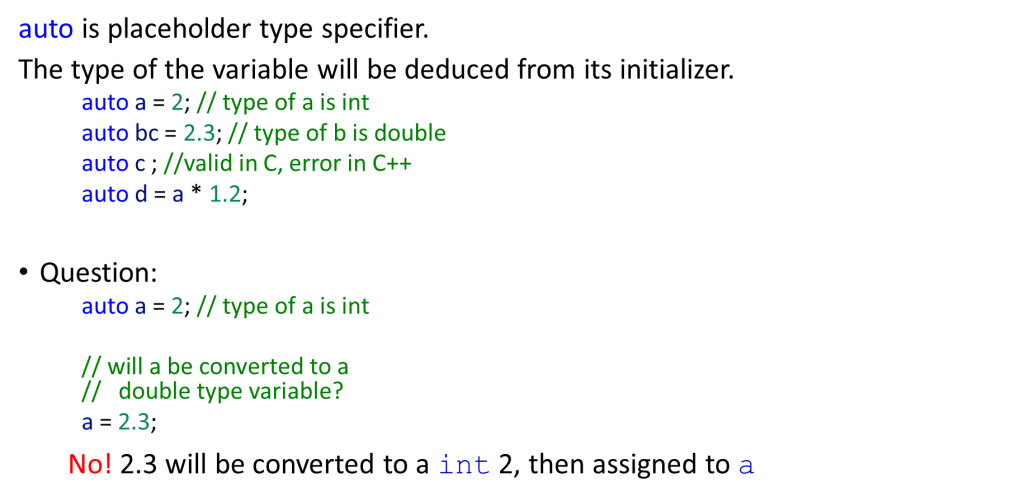 auto is placeholder type specifier.
The type of the variable will be deduced from its initializer.
auto a = 2; // type of a is int
auto bc = 2.3; // type of b is double
auto c ; //valid in C, error in C++
auto d = a * 1.2;
• Question:
auto a = 2; // type of a is int
// will a be converted to a
// double type variable?
a = 2.3;
No! 2.3 will be converted to a int 2, then assigned to a